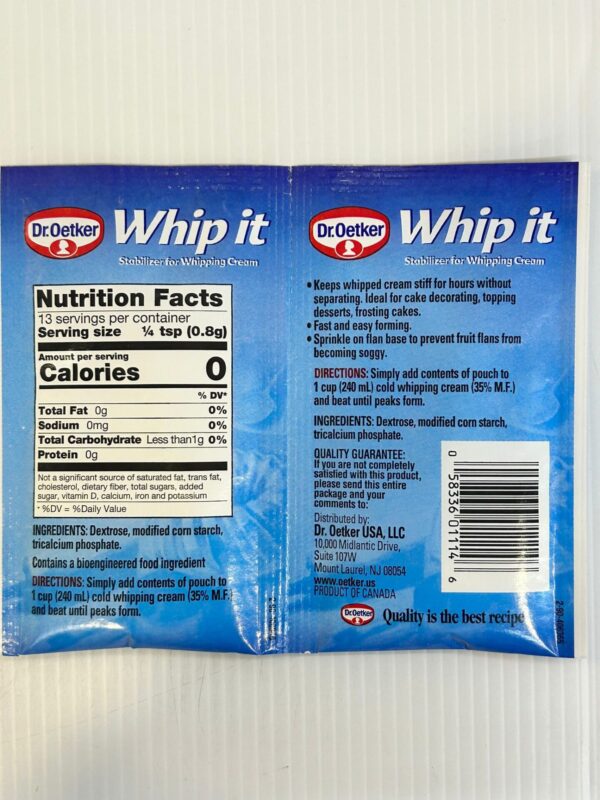 Dr.Oetker
Whip it
Stabilizer for Whipping Cream
Nutrition Facts
13 servings per container
Serving size ¼ tsp (0.8g)
Amount per serving
Calories 0
% DV*
Total Fat 0g 0%
Sodium 0mg 0%
Total Carbohydrate Less than1g 0%
Protein 0g
Not a significant source of saturated fat, trans fat,
cholesterol, dietary fiber, total sugars, added
sugar, vitamin D, calcium, iron and potassium
* %DV = %Daily Value
INGREDIENTS: Dextrose, modified corn starch,
tricalcium phosphate.
Contains a bioengineered food ingredient
DIRECTIONS: Simply add contents of pouch to
1 cup (240 mL) cold whipping cream (35% M.F.)
and beat until peaks form.
Dr.Oetker
Whip it
Stabilizer for Whipping Cream
• Keeps whipped cream stiff for hours without
separating. Ideal for cake decorating, topping
desserts, frosting cakes.
• Fast and easy forming.
• Sprinkle on flan base to prevent fruit flans from
becoming soggy.
DIRECTIONS: Simply add contents of pouch to
1 cup (240 mL) cold whipping cream (35% M.F.)
and beat until peaks form.
INGREDIENTS: Dextrose, modified corn starch,
tricalcium phosphate.
QUALITY GUARANTEE:
If you are not completely
satisfied with this product,
please send this entire
package and your
comments to:
Distributed by:
Dr. Oetker USA, LLC
10,000 Midlantic Drive,
Suite 107W
Mount Laurel, NJ 08054
www.oetker.us
PRODUCT OF CANADA
0 58336 01114 6
Dr.Oetker
Quality is the best recipe